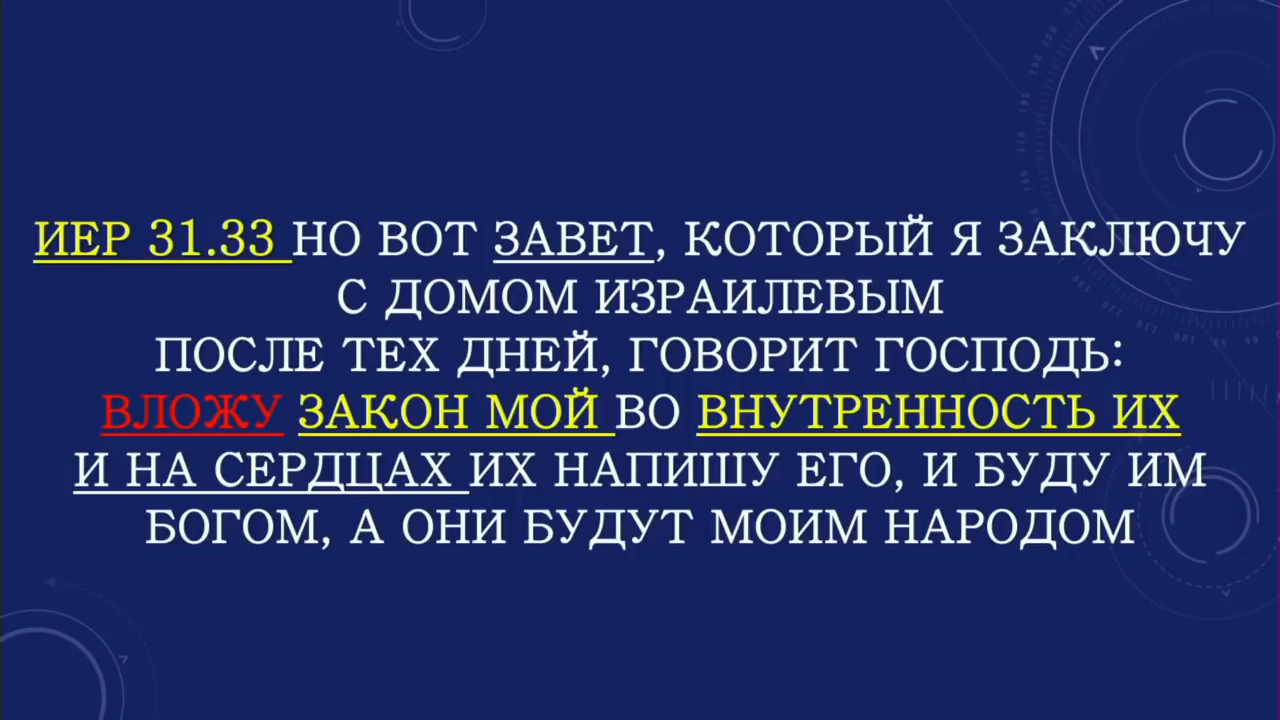 ИЕР 31.33 НО ВОТ ЗАВЕТ, КОТОРЫЙ Я ЗАКЛЮЧУ
С ДОМОМ ИЗРАИЛЕВЫМ
ПОСЛЕ ТЕХ ДНЕЙ, ГОВОРИТ ГОСПОДЬ:
ВЛОЖУ ЗАКОН МОЙ ВО ВНУТРЕННОСТЬ ИХ
И НА СЕРДЦАХ ИХ НАПИШУ ЕГО, И БУДУ ИМ
БОГОМ, А ОНИ БУДУТ МОИМ НАРОДОМ